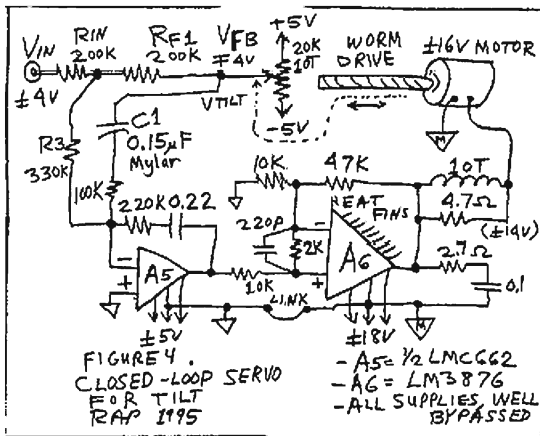 VIN
±4V
RIN
200K
RF1
200K
VFB
∓4V
VTILT
+5V
20K
10T
-5V
WORM
DRIVE
±16V MOTOR
M
R3
330K
C1
0.15µF
Mylar
100K
220K 0.22
A5
±5V
10K
47K
HEAT
FINS
220p
2K
10K
A6
LINK
±18V
10T
4.7Ω
(±14V)
2.7Ω
0.1
M
FIGURE 4.
CLOSED-LOOP SERVO
FOR TILT
RAP 1995
-A5= 1/2 LMC662
-A6= LM3876
-ALL SUPPLIES WELL
BYPASSED